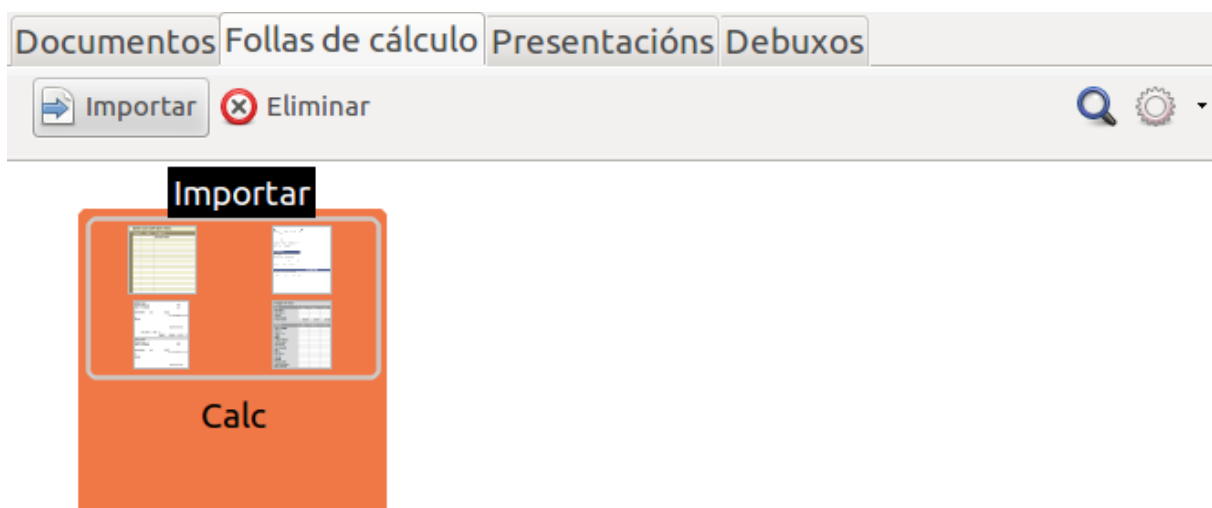 Documentos Follas de cálculo Presentacións Debuxos
Importar Eliminar
Importar
Calc